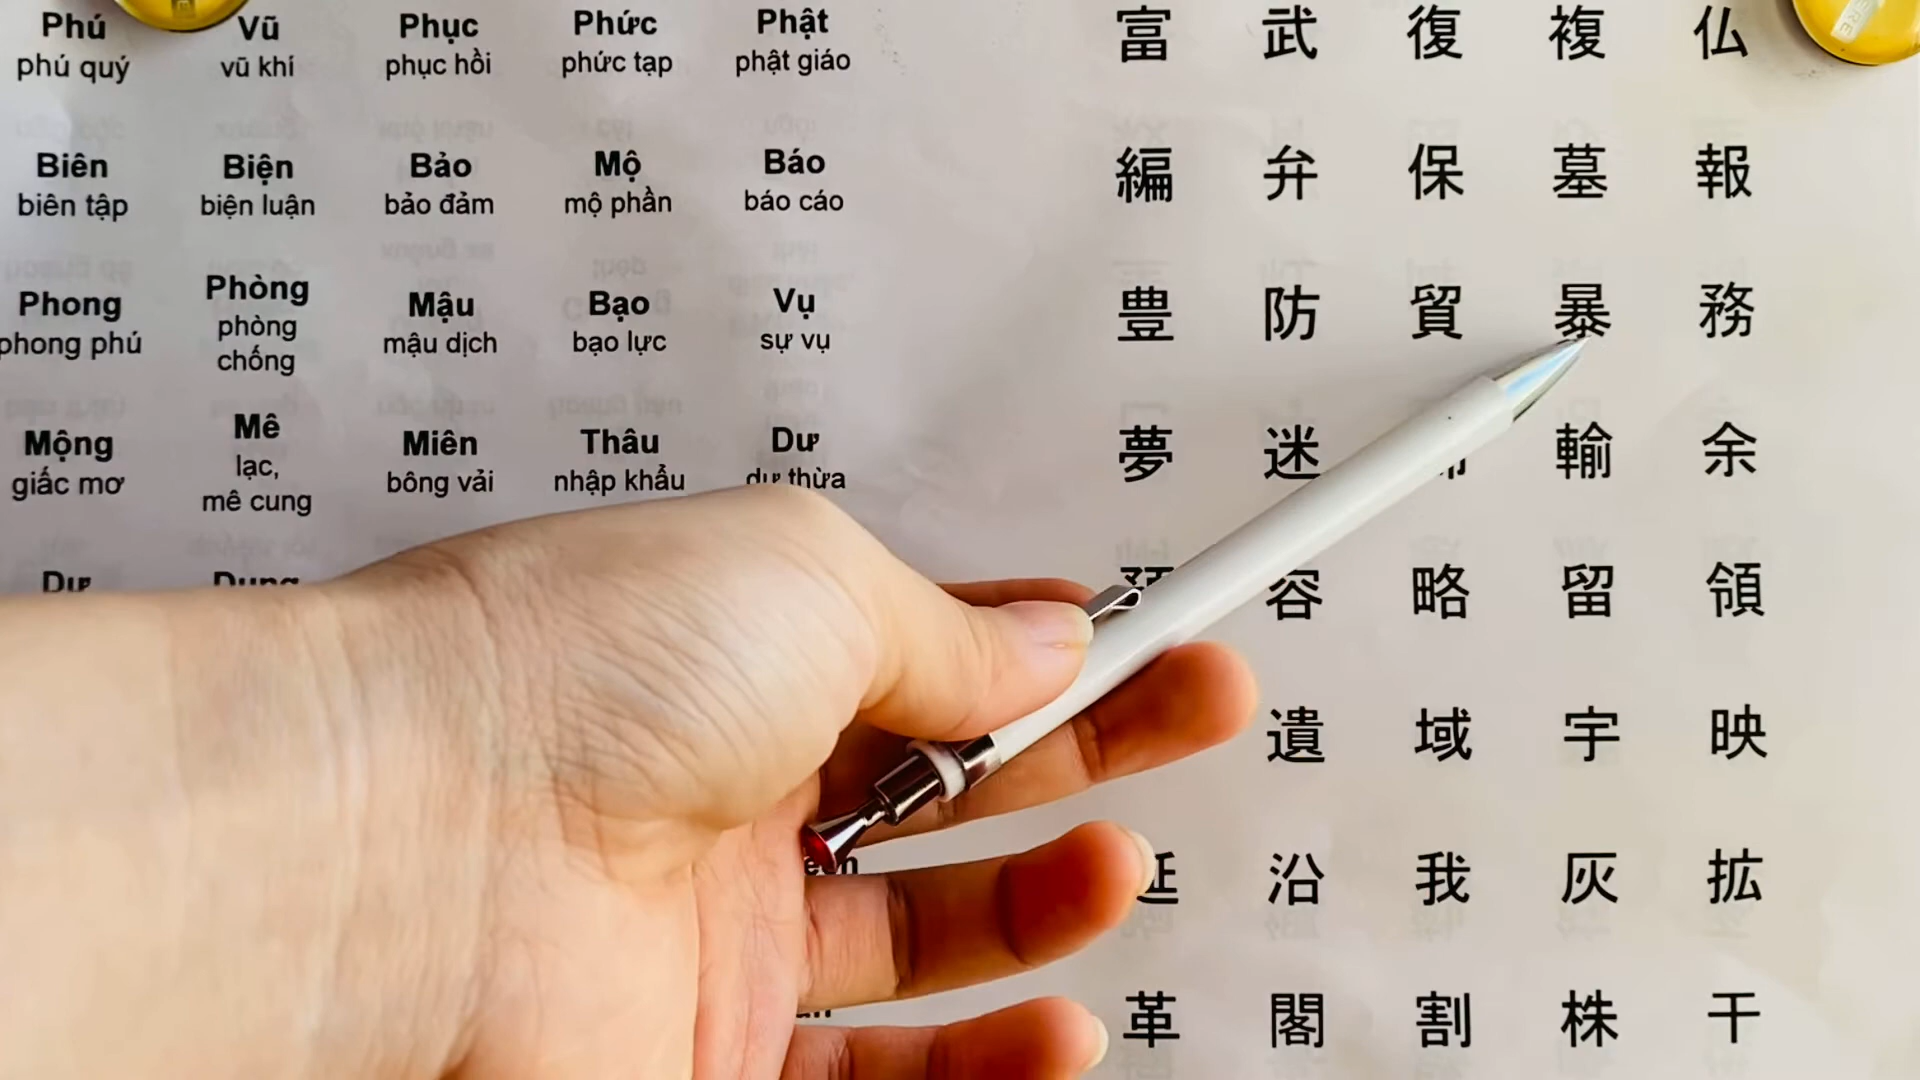 Phú Vũ Phục Phức Phật 富 武 復 複 仏
phú quý vũ khí phục hồi phức tạp phật giáo
Biên Biện Bảo Mộ Báo 編 弁 保 墓 報
biên tập biện luận bảo đảm mộ phần báo cáo
Phong Phòng Mậu Bạo Vụ 豊 防 貿 暴 務
phong phú phòng chống mậu dịch bạo lực sự vụ
Mộng Mê Miên Thâu Dư 夢 迷 輸 余
giấc mơ lạc, mê cung bông vải nhập khẩu dư thừa
Dư Dung 預 容 略 留 領
遺 域 宇 映
延 沿 我 灰 拡
革 閣 割 株 干